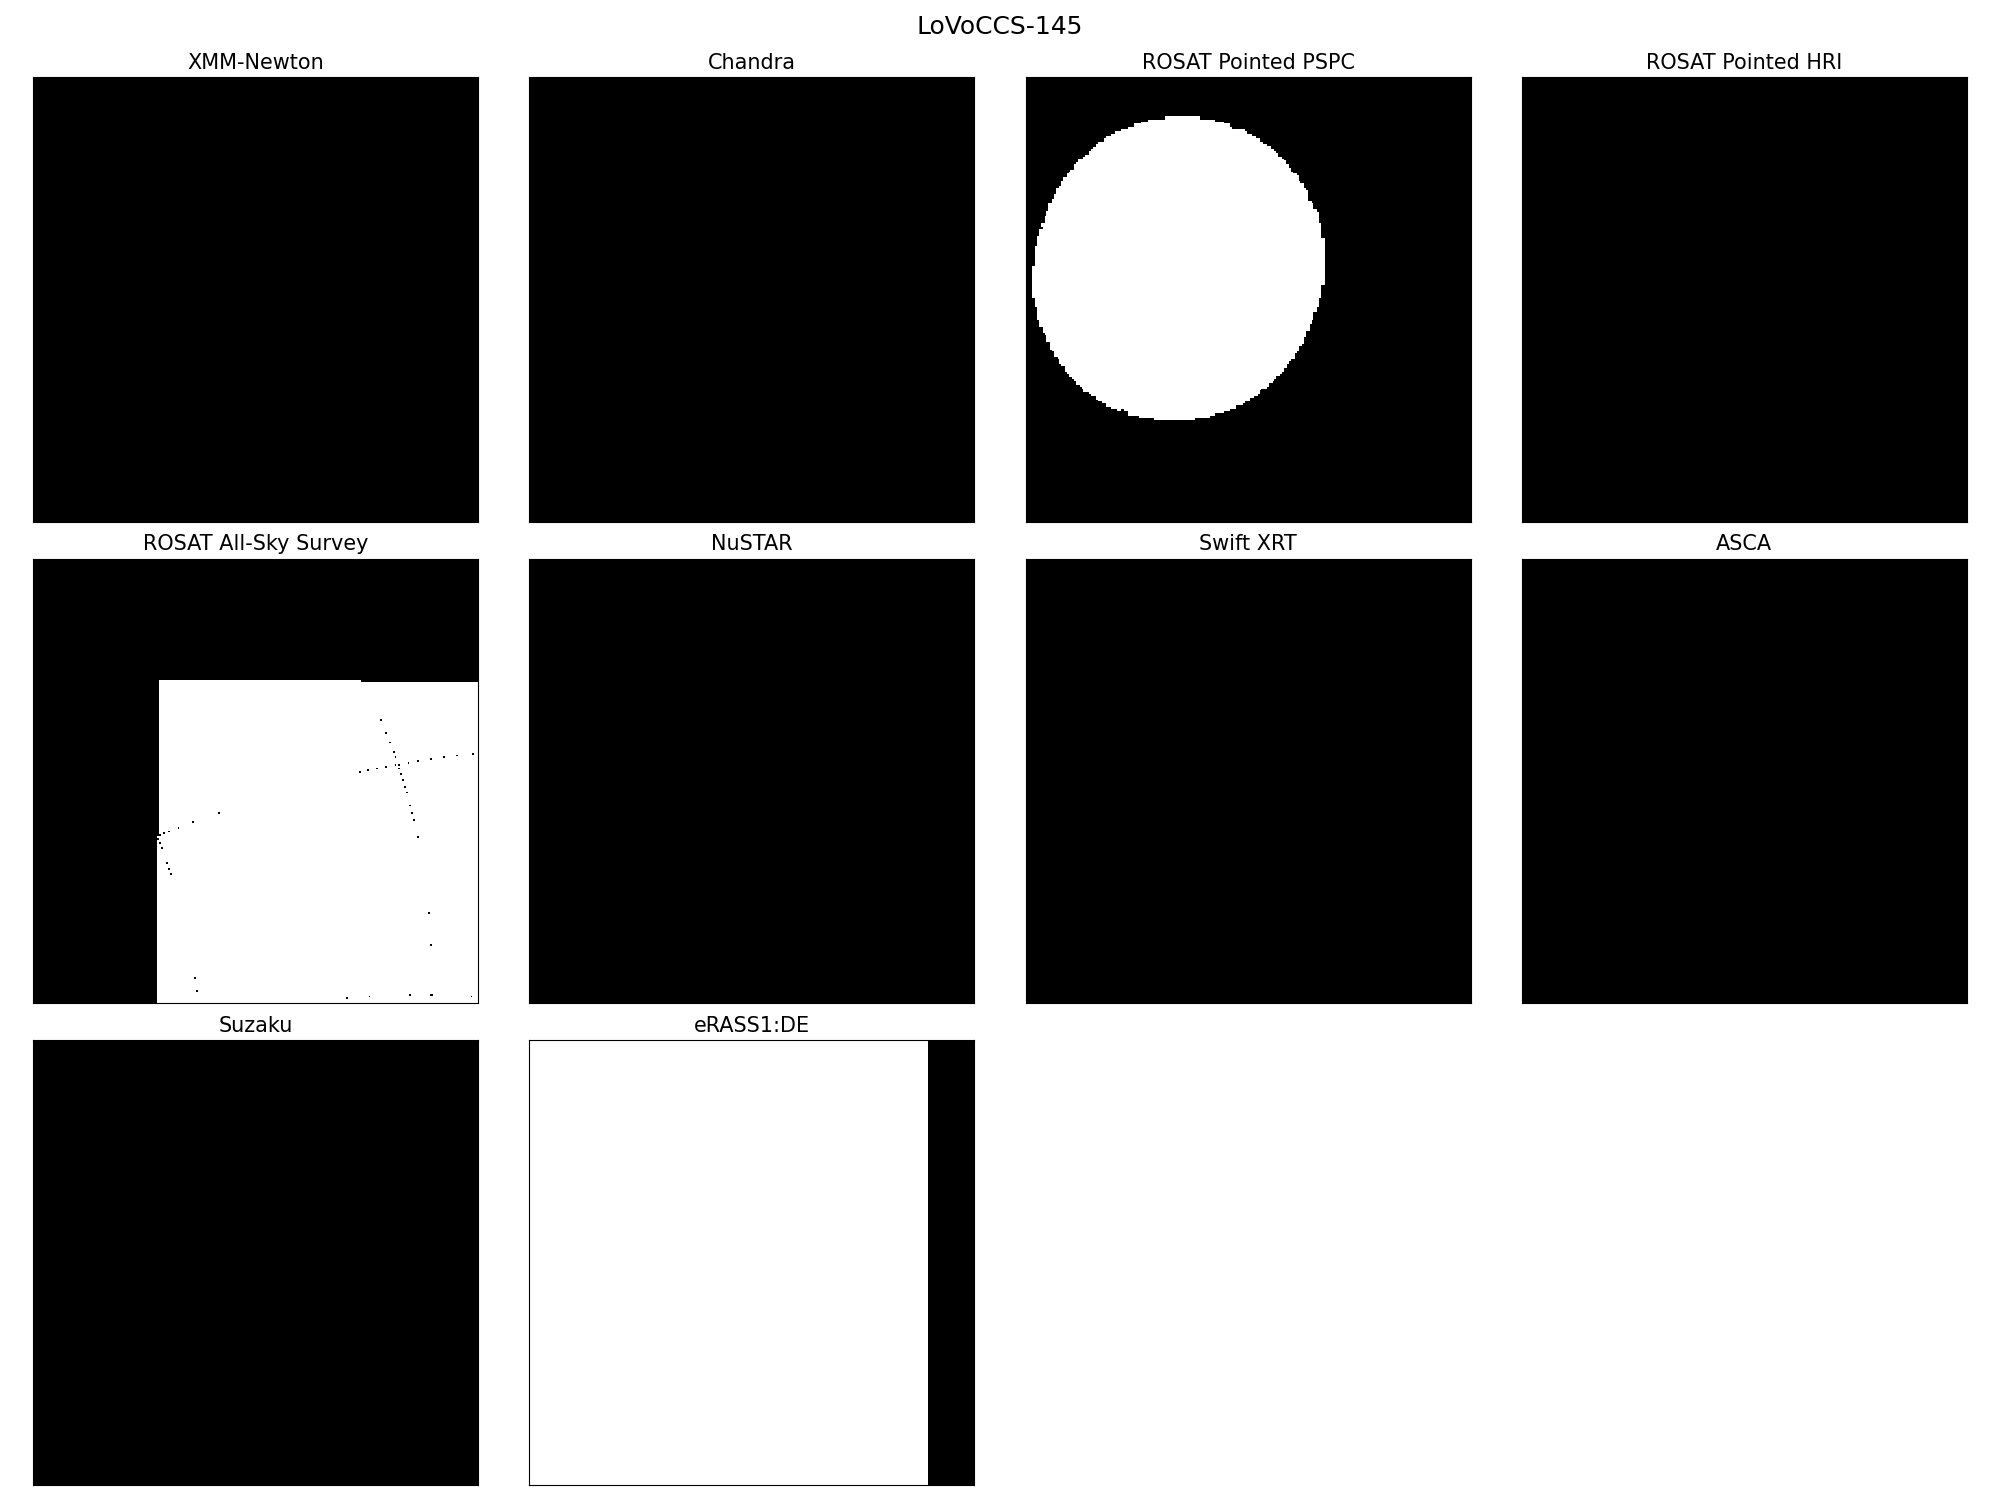 LoVoCCS-145
XMM-Newton
Chandra
ROSAT Pointed PSPC
ROSAT Pointed HRI
ROSAT All-Sky Survey
NuSTAR
Swift XRT
ASCA
Suzaku
eRASS1:DE